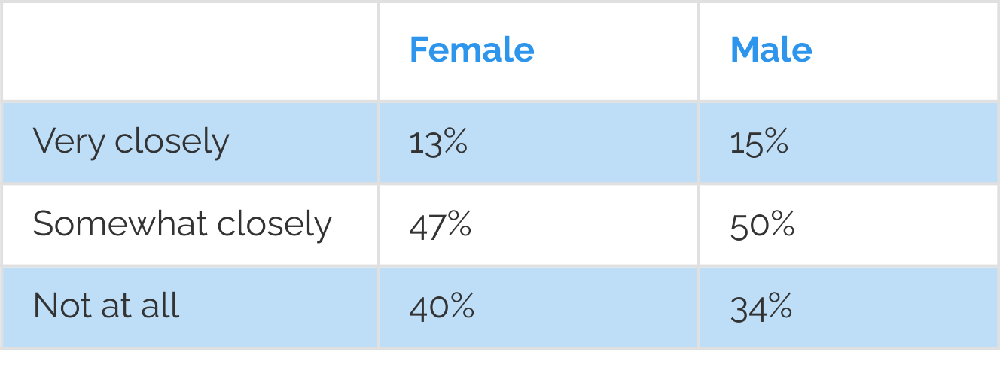 Female Male
Very closely 13% 15%
Somewhat closely 47% 50%
Not at all 40% 34%